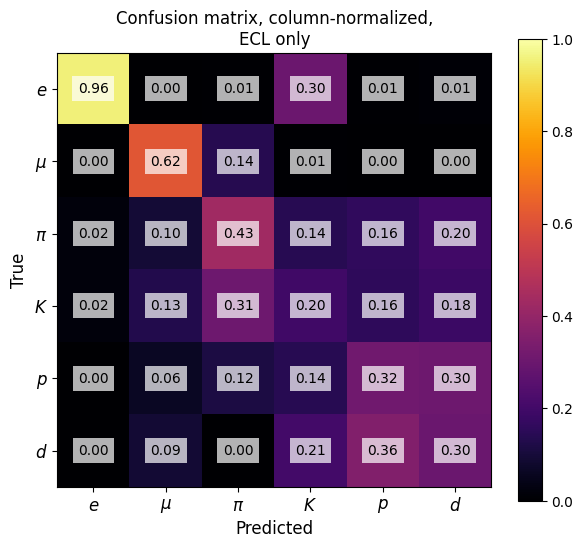 Confusion matrix, column-normalized,
ECL only
True
e 0.96 0.00 0.01 0.30 0.01 0.01
μ 0.00 0.62 0.14 0.01 0.00 0.00
π 0.02 0.10 0.43 0.14 0.16 0.20
K 0.02 0.13 0.31 0.20 0.16 0.18
p 0.00 0.06 0.12 0.14 0.32 0.30
d 0.00 0.09 0.00 0.21 0.36 0.30
e μ π K p d
Predicted
1.0
0.8
0.6
0.4
0.2
0.0